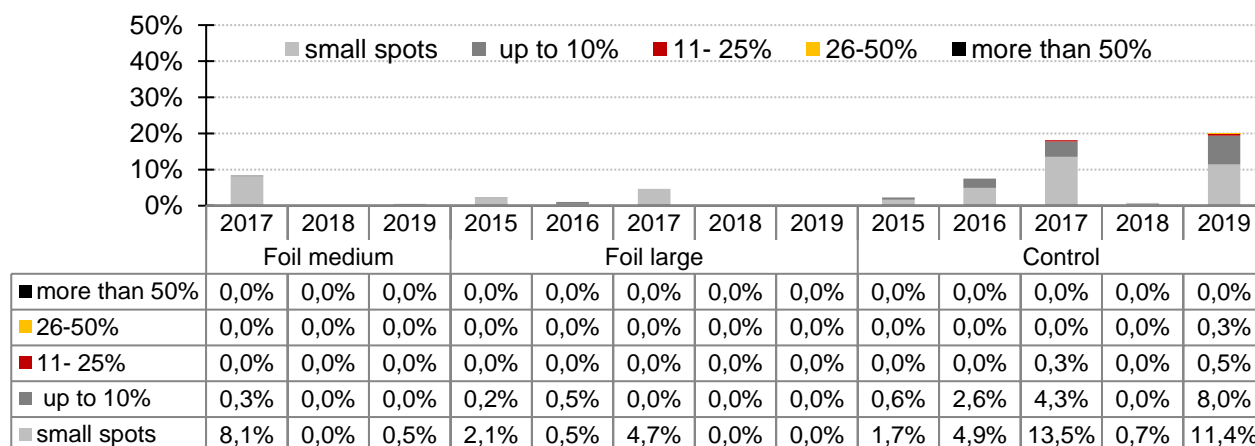 50%
small spots up to 10% 11- 25% 26-50% more than 50%
40%
30%
20%
10%
0%
2017 2018 2019 2015 2016 2017 2018 2019 2015 2016 2017 2018 2019
Foil medium Foil large Control
more than 50% 0,0% 0,0% 0,0% 0,0% 0,0% 0,0% 0,0% 0,0% 0,0% 0,0% 0,0% 0,0% 0,0%
26-50% 0,0% 0,0% 0,0% 0,0% 0,0% 0,0% 0,0% 0,0% 0,0% 0,0% 0,0% 0,0% 0,3%
11- 25% 0,0% 0,0% 0,0% 0,0% 0,0% 0,0% 0,0% 0,0% 0,0% 0,0% 0,3% 0,0% 0,5%
up to 10% 0,3% 0,0% 0,0% 0,2% 0,5% 0,0% 0,0% 0,0% 0,6% 2,6% 4,3% 0,0% 8,0%
small spots 8,1% 0,0% 0,5% 2,1% 0,5% 4,7% 0,0% 0,0% 1,7% 4,9% 13,5% 0,7% 11,4%